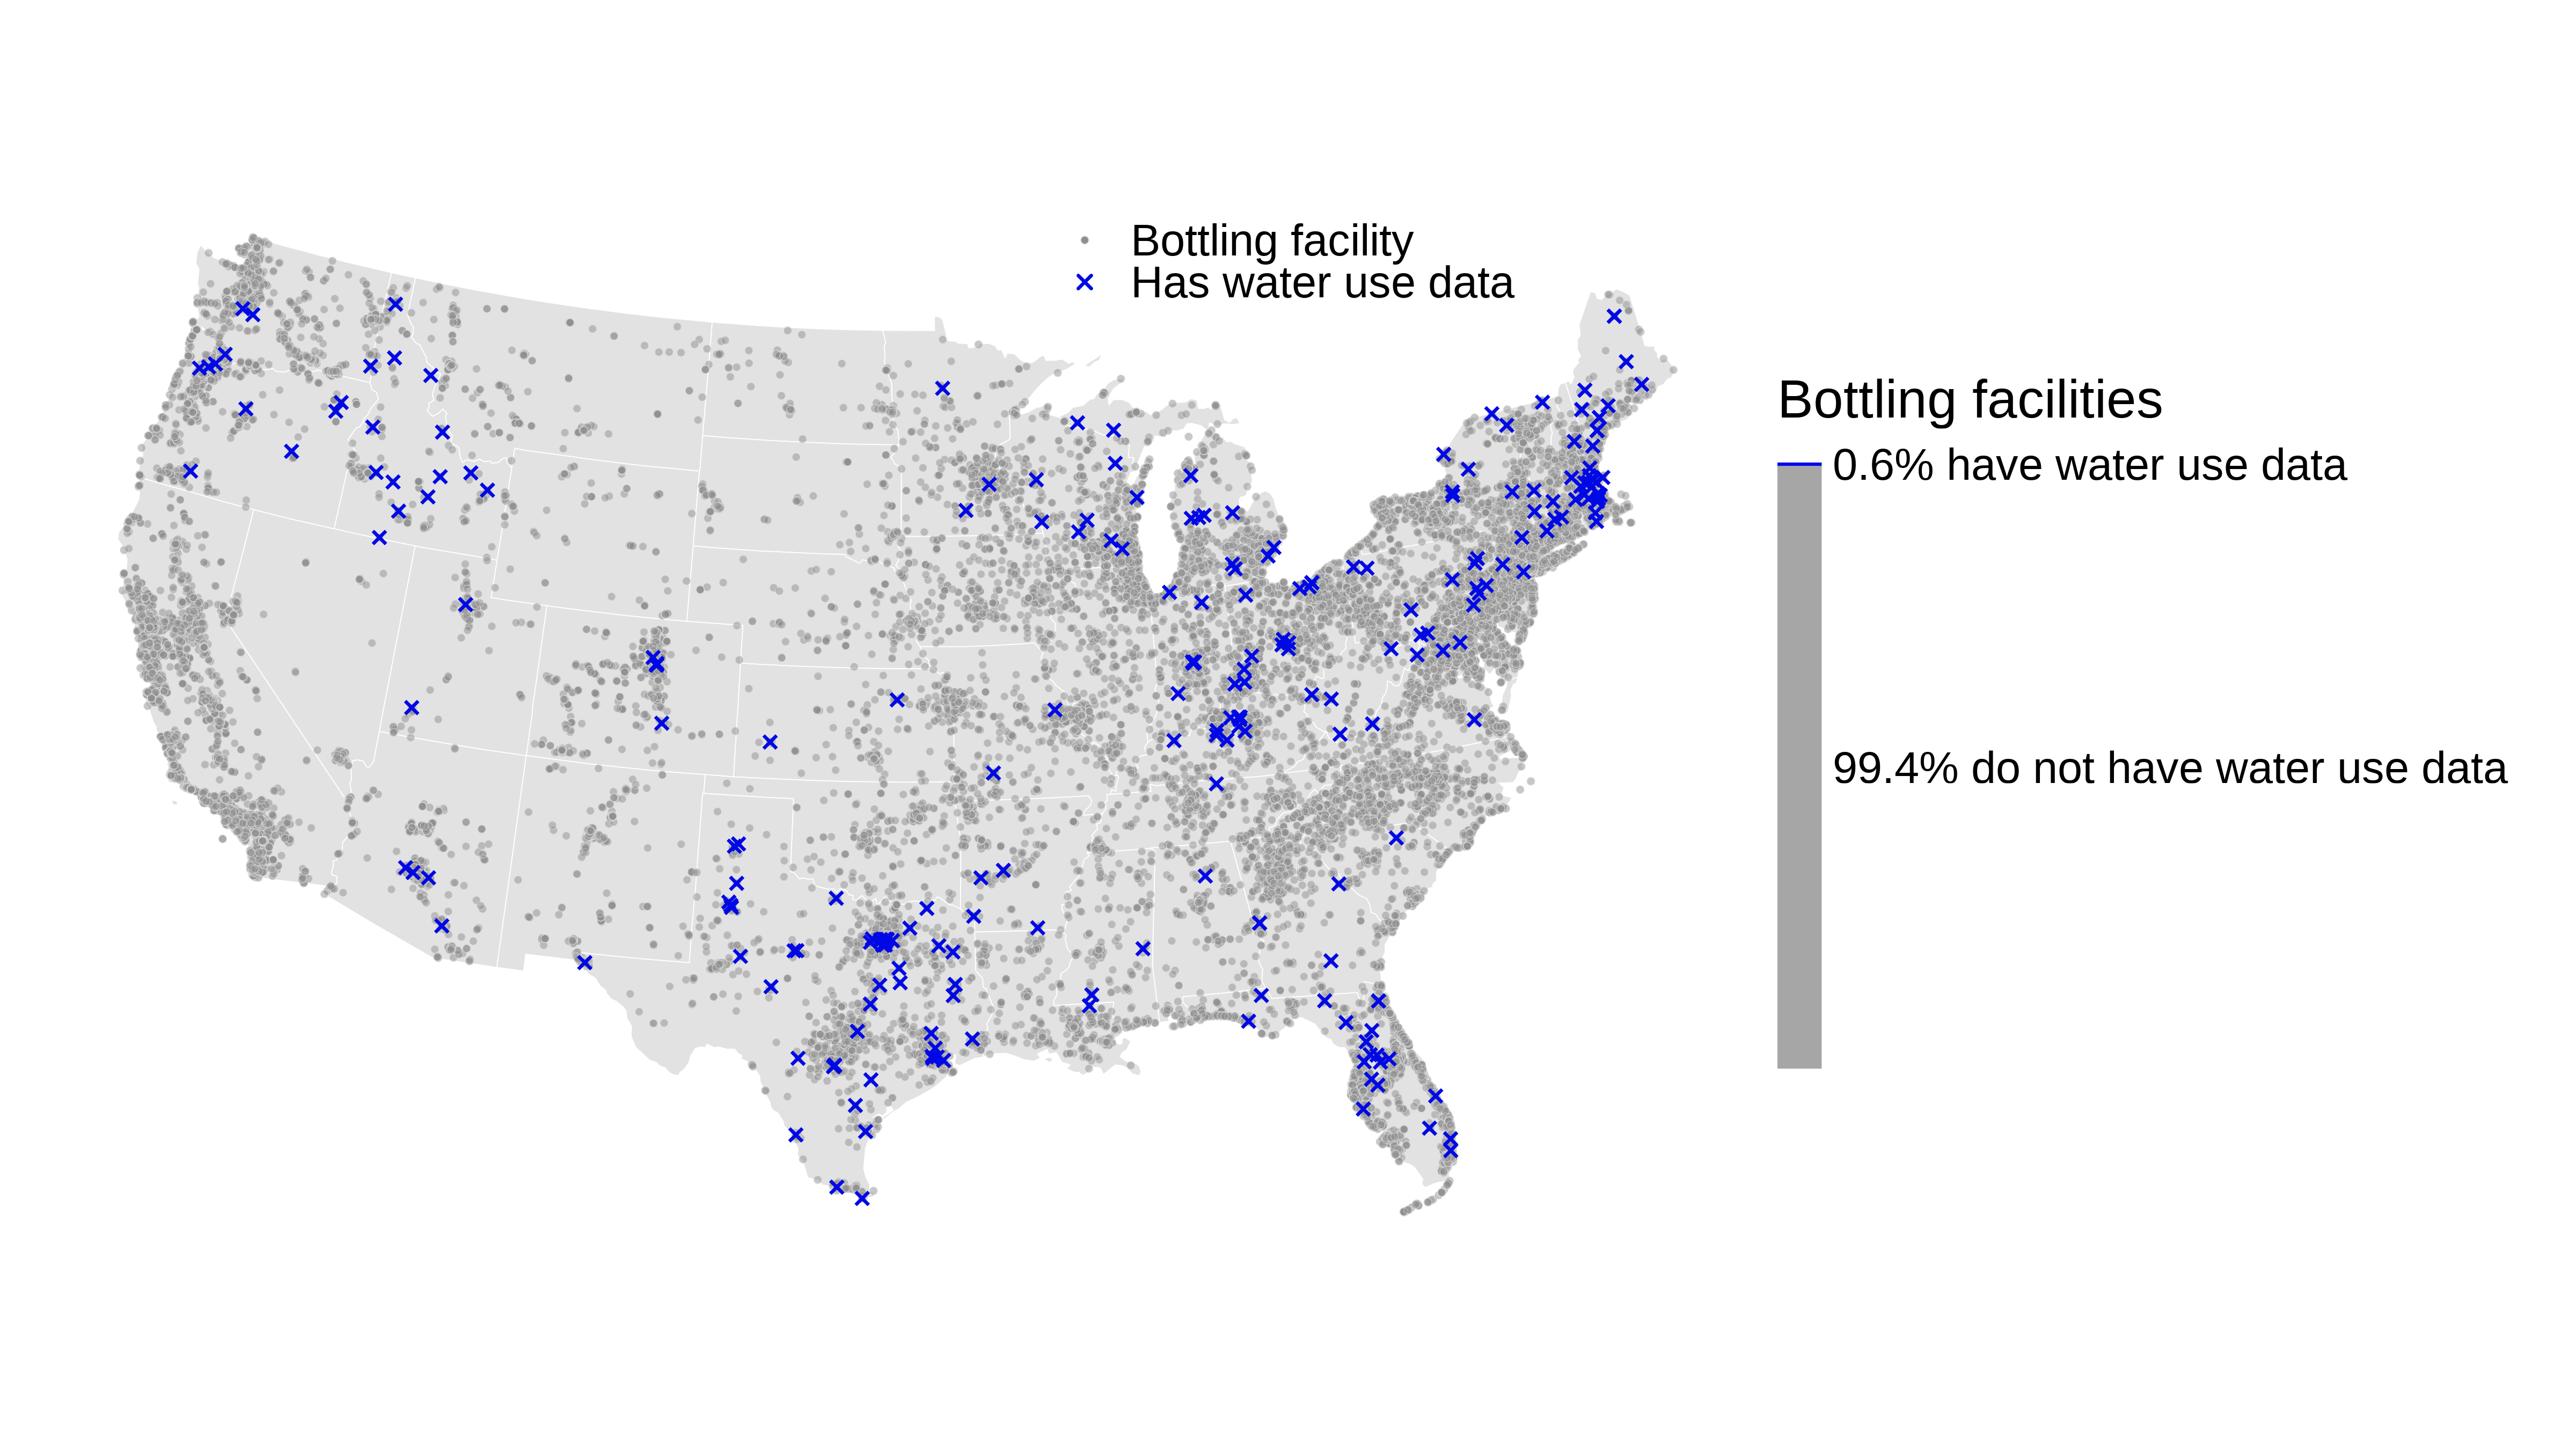 Bottling facility
Has water use data
Bottling facilities
0.6% have water use data
99.4% do not have water use data